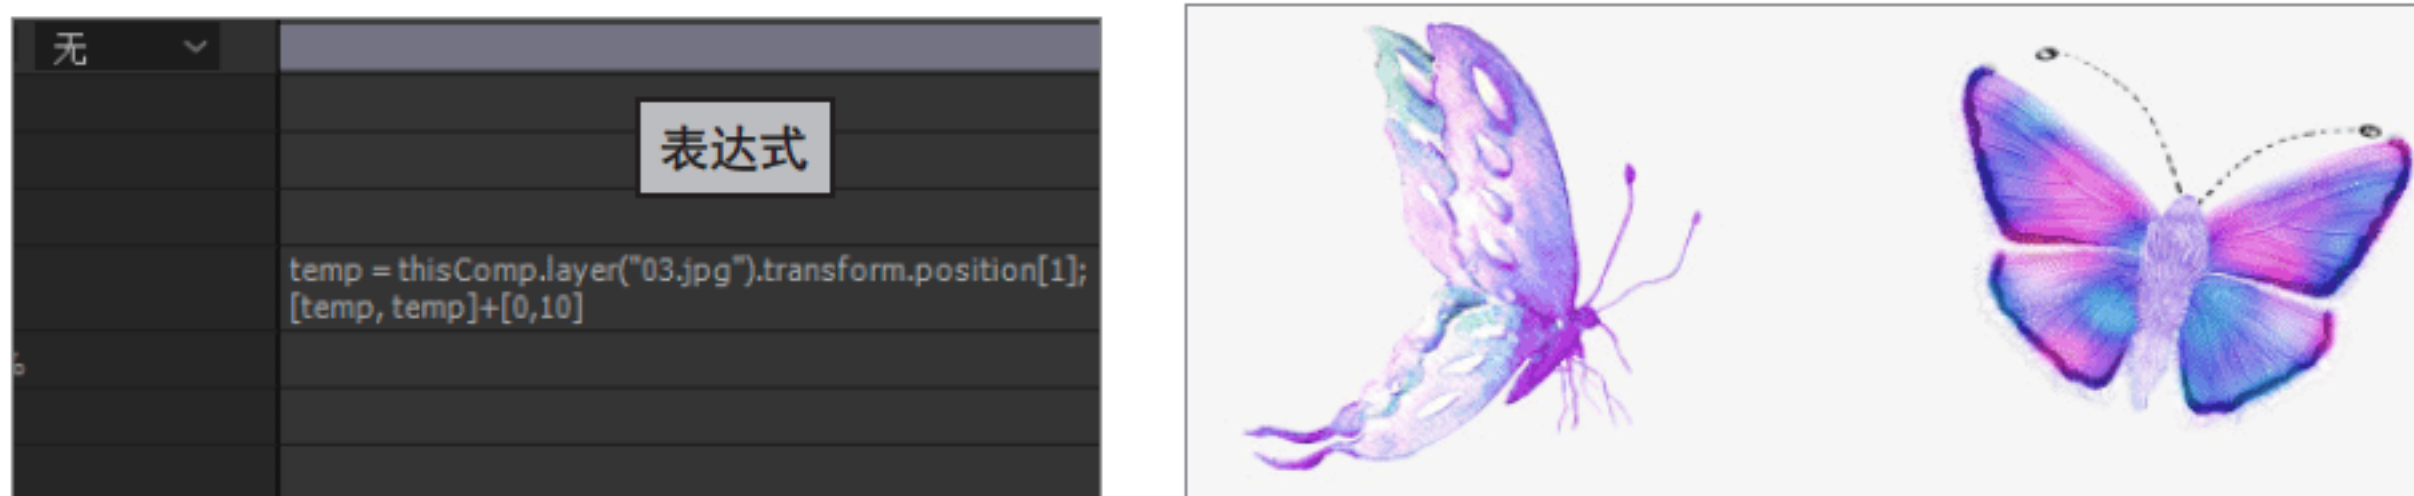 无
表达式
temp = thisComp.layer("03.jpg").transform.position[1];
[temp, temp]+[0,10]
%